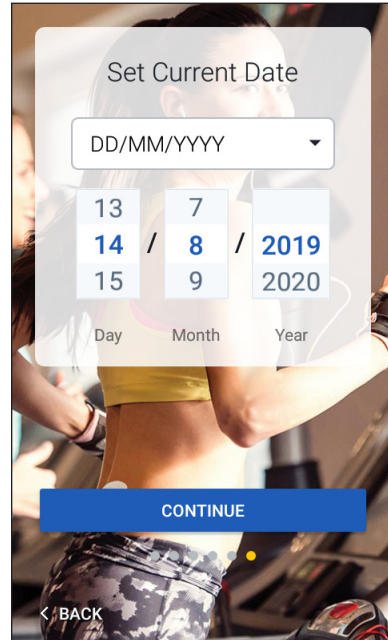 Set Current Date
DD/MM/YYYY
13 7
14 / 8 / 2019
15 9 2020
Day Month Year
CONTINUE
< BACK